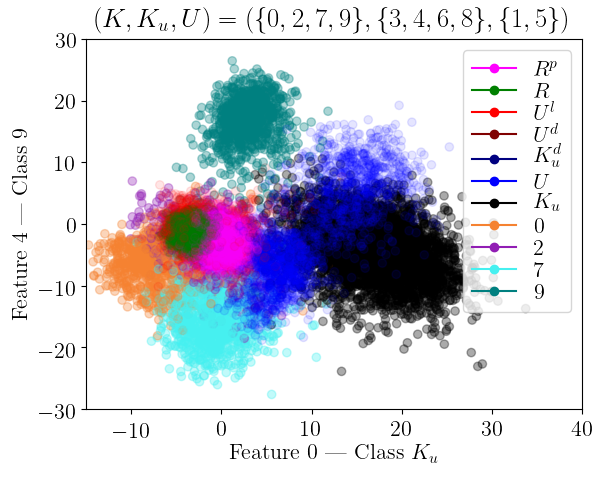 (K, K_u, U) = ({0, 2, 7, 9}, {3, 4, 6, 8}, {1, 5})
30
20
10
0
−10
−20
−30
Feature 4 — Class 9
−10
0
10
20
30
40
Feature 0 — Class K_u
R^p
R
U^l
U^d
K_u^d
U
K_u
0
2
7
9